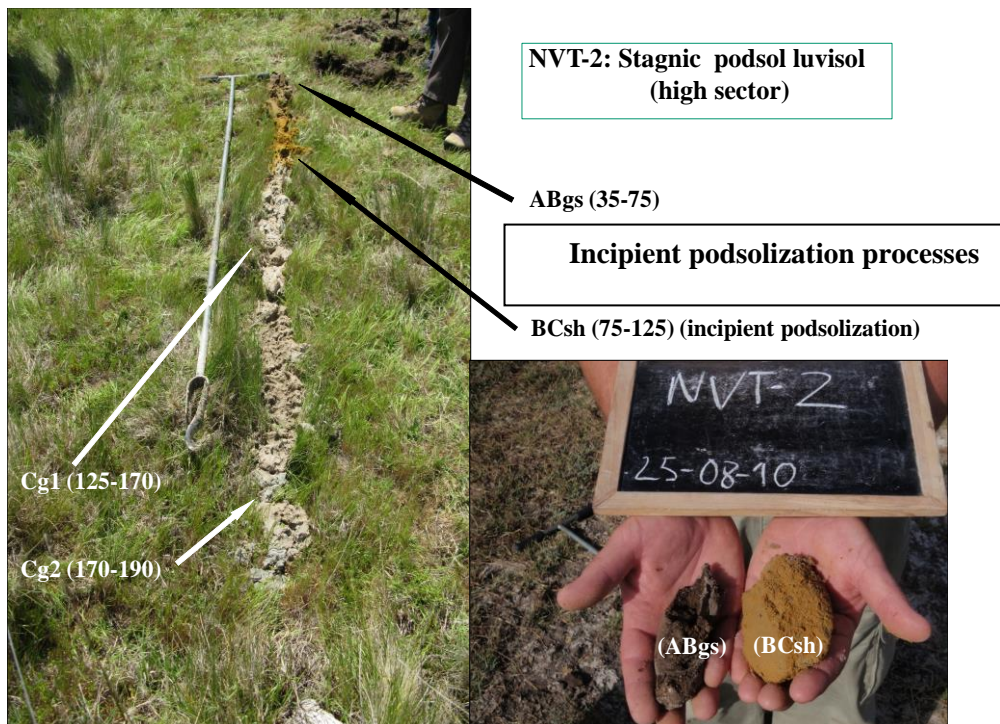 NVT-2: Stagnic podsol luvisol
(high sector)
ABgs (35-75)
Incipient podsolization processes
BCsh (75-125) (incipient podsolization)
Cg1 (125-170)
Cg2 (170-190)
NVT-2
25-08-10
(ABgs)
(BCsh)